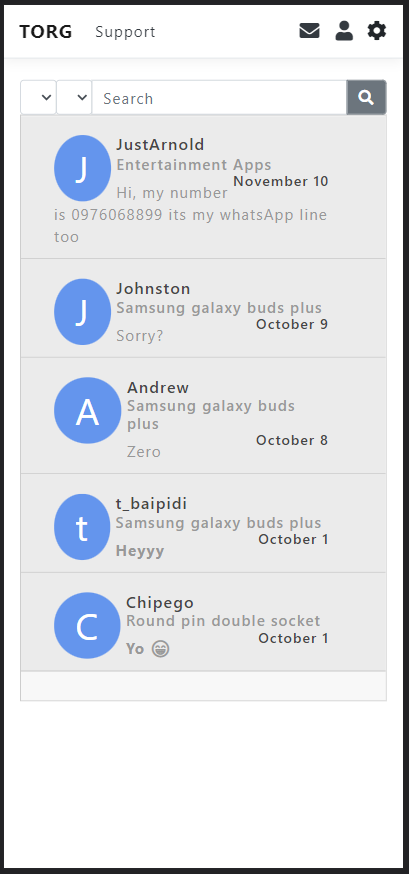 TORG Support
Search
J
JustArnold
Entertainment Apps
November 10
Hi, my number
is 0976068899 its my whatsApp line
too
J
Johnston
Samsung galaxy buds plus
October 9
Sorry?
A
Andrew
Samsung galaxy buds
plus
October 8
Zero
t
t_baipidi
Samsung galaxy buds plus
October 1
Heyyy
C
Chipego
Round pin double socket
October 1
Yo 😄